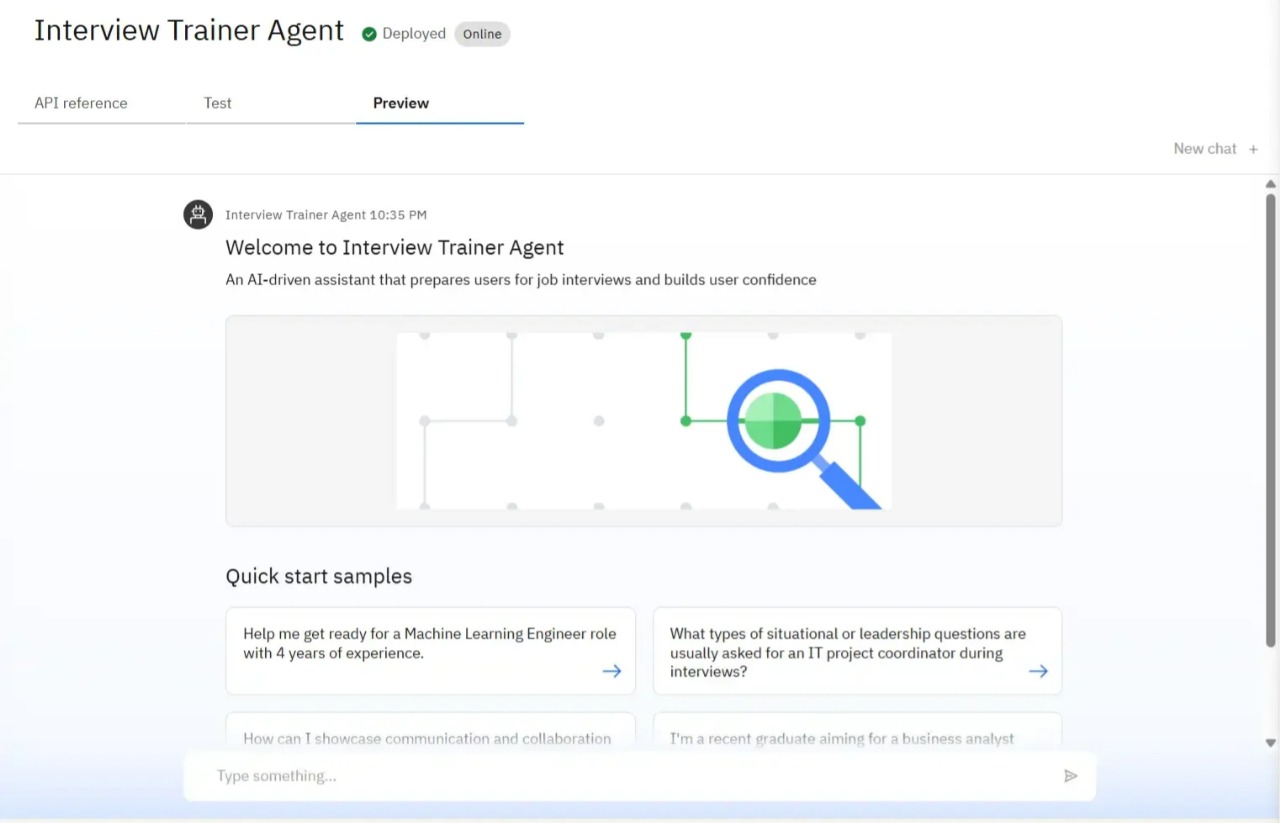 Interview Trainer Agent Deployed Online
API reference Test Preview
New chat +
Interview Trainer Agent 10:35 PM
Welcome to Interview Trainer Agent
An AI-driven assistant that prepares users for job interviews and builds user confidence
Quick start samples
Help me get ready for a Machine Learning Engineer role
with 4 years of experience.
What types of situational or leadership questions are
usually asked for an IT project coordinator during
interviews?
How can I showcase communication and collaboration
I'm a recent graduate aiming for a business analyst
Type something...